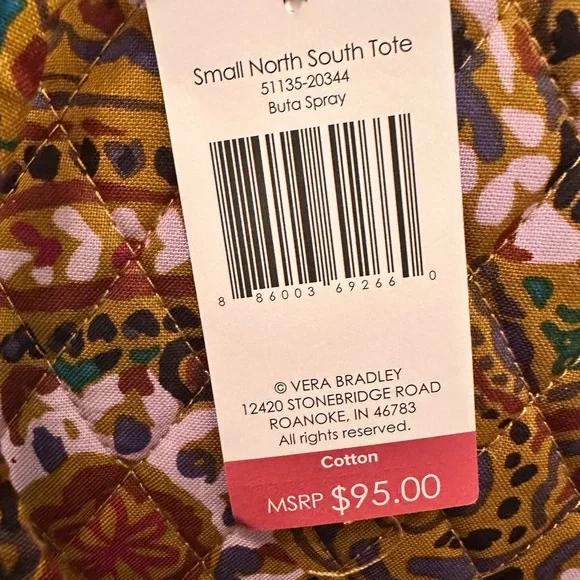 Small North South Tote
51135-20344
Buta Spray
8 86003 69266 0
© VERA BRADLEY
12420 STONEBRIDGE ROAD
ROANOKE, IN 46783
All rights reserved.
Cotton
MSRP $95.00